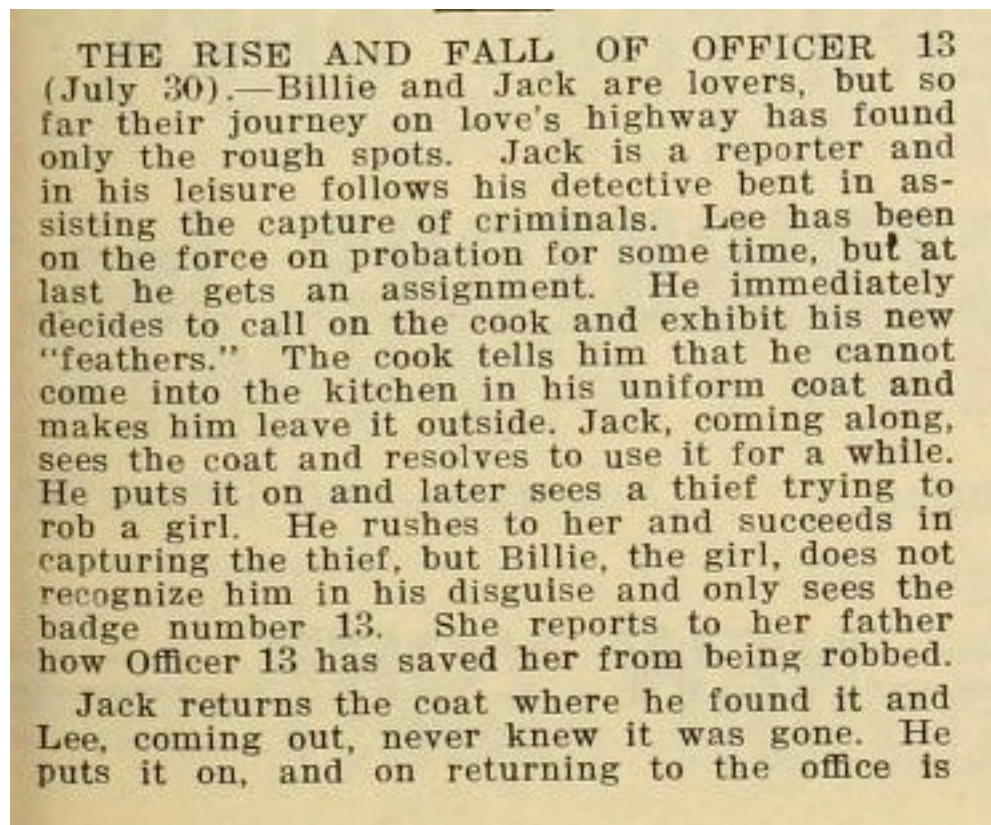 THE RISE AND FALL OF OFFICER 13
(July 30).—Billie and Jack are lovers, but so
far their journey on love's highway has found
only the rough spots. Jack is a reporter and
in his leisure follows his detective bent in as-
sisting the capture of criminals. Lee has been
on the force on probation for some time, but at
last he gets an assignment. He immediately
decides to call on the cook and exhibit his new
"feathers." The cook tells him that he cannot
come into the kitchen in his uniform coat and
makes him leave it outside. Jack, coming along,
sees the coat and resolves to use it for a while.
He puts it on and later sees a thief trying to
rob a girl. He rushes to her and succeeds in
capturing the thief, but Billie, the girl, does not
recognize him in his disguise and only sees the
badge number 13. She reports to her father
how Officer 13 has saved her from being robbed.
Jack returns the coat where he found it and
Lee, coming out, never knew it was gone. He
puts it on, and on returning to the office is